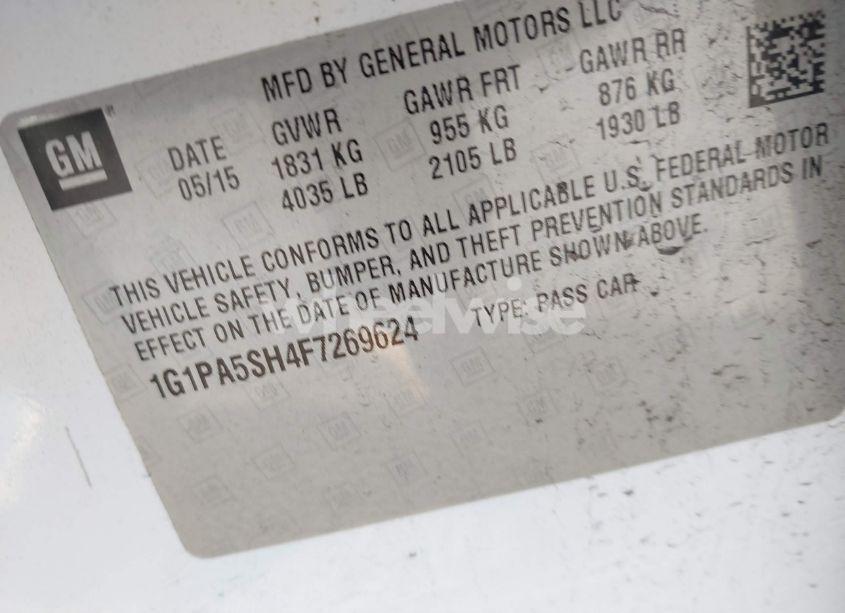 MFD BY GENERAL MOTORS LLC
GM
DATE
05/15
GVWR
1831 KG
4035 LB
GAWR FRT
955 KG
2105 LB
GAWR RR
876 KG
1930 LB
THIS VEHICLE CONFORMS TO ALL APPLICABLE U.S. FEDERAL MOTOR
VEHICLE SAFETY, BUMPER, AND THEFT PREVENTION STANDARDS IN
EFFECT ON THE DATE OF MANUFACTURE SHOWN ABOVE.
1G1PA5SH4F7269624 TYPE: PASS CAR
wheelwise